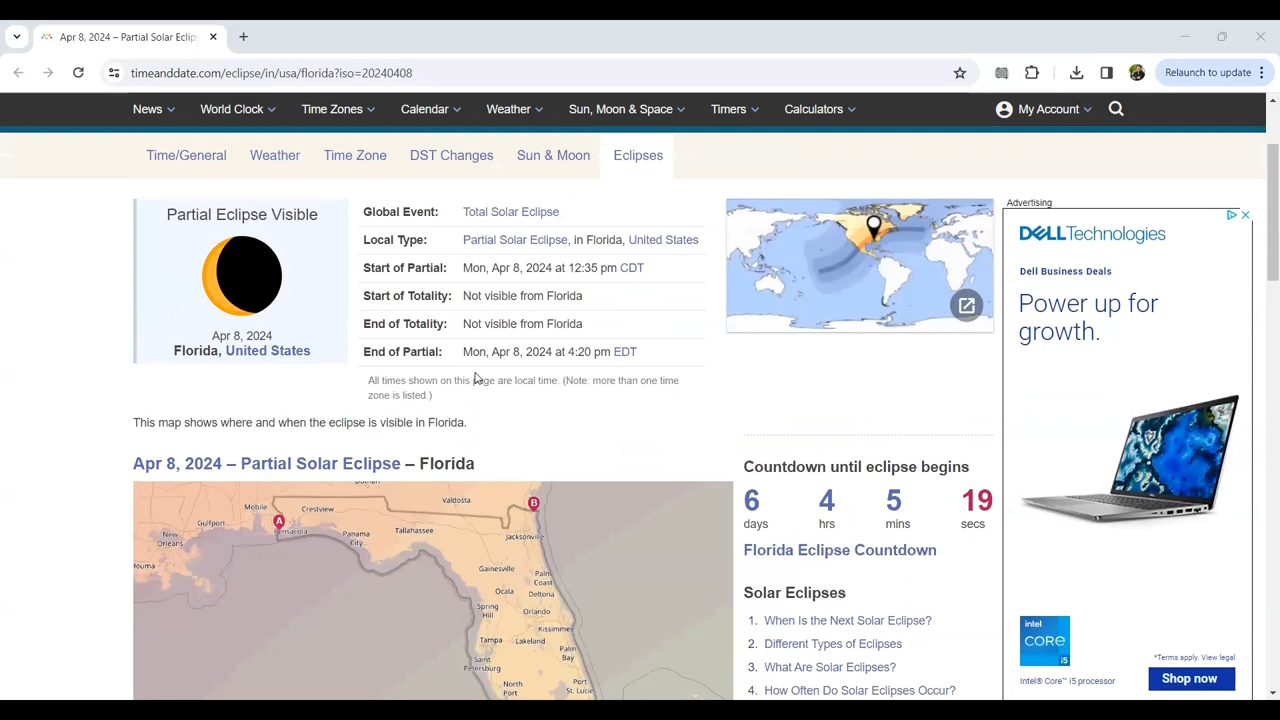 Apr 8, 2024 – Partial Solar Eclips
timeanddate.com/eclipse/in/usa/florida?iso=20240408
Relaunch to update
News
World Clock
Time Zones
Calendar
Weather
Sun, Moon & Space
Timers
Calculators
My Account
Time/General
Weather
Time Zone
DST Changes
Sun & Moon
Eclipses
Partial Eclipse Visible
Apr 8, 2024
Florida, United States
Global Event: Total Solar Eclipse
Local Type: Partial Solar Eclipse, in Florida, United States
Start of Partial: Mon, Apr 8, 2024 at 12:35 pm CDT
Start of Totality: Not visible from Florida
End of Totality: Not visible from Florida
End of Partial: Mon, Apr 8, 2024 at 4:20 pm EDT
All times shown on this page are local time. (Note: more than one time
zone is listed.)
This map shows where and when the eclipse is visible in Florida.
Apr 8, 2024 – Partial Solar Eclipse – Florida
Mobile
Crestview
Valdosta
B
Gulfport
A
Pensacola
Panama
City
Tallahassee
Jacksonville
New
Orleans
Houma
Gainesville
Palm
Coast
Ocala
Deltona
Spring
Hill
Orlando
Kissimmee
Tampa
Lakeland
Palm
Bay
Saint
Petersburg
North
Port
Port
St. Lucie
Countdown until eclipse begins
6 4 5 19
days hrs mins secs
Florida Eclipse Countdown
Solar Eclipses
1. When Is the Next Solar Eclipse?
2. Different Types of Eclipses
3. What Are Solar Eclipses?
4. How Often Do Solar Eclipses Occur?
Advertising
DELL Technologies
Dell Business Deals
Power up for
growth.
intel
CORE
i5
*Terms apply. View legal
Intel® Core™ i5 processor
Shop now